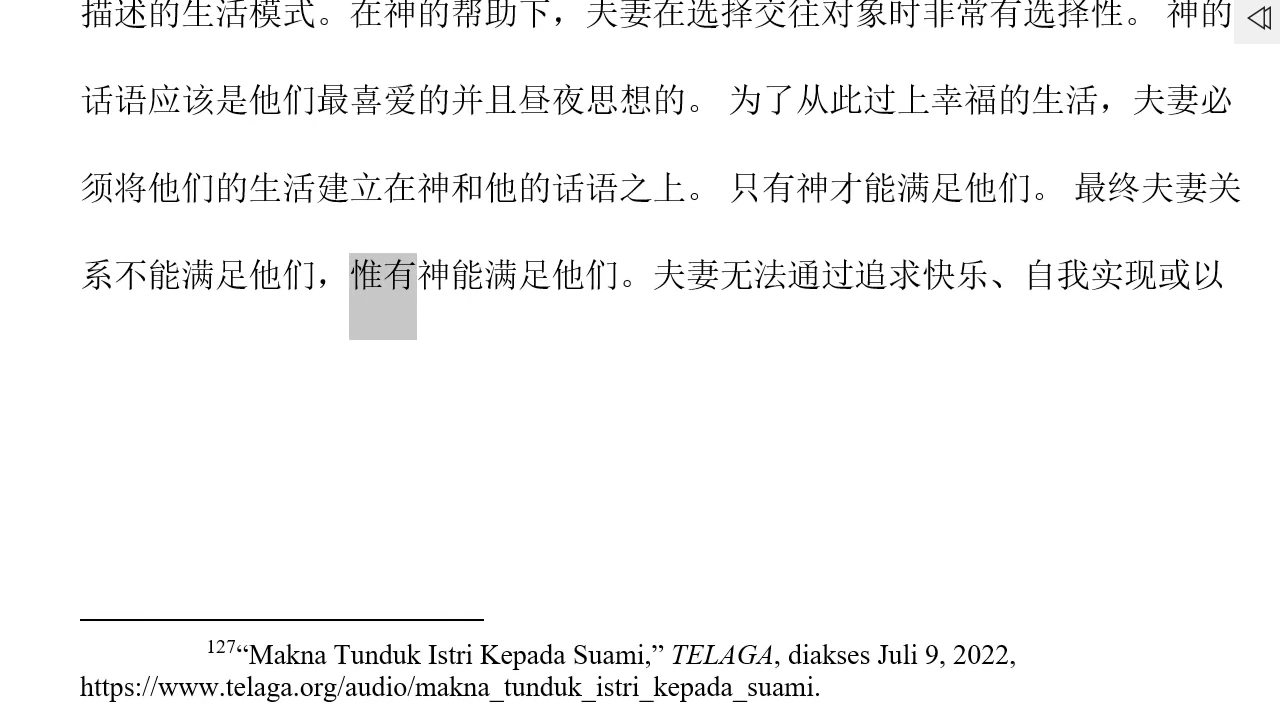 描述的生活模式。在神的帮助下，夫妻在选择交往对象时非常有选择性。 神的
话语应该是他们最喜爱的并且昼夜思想的。 为了从此过上幸福的生活，夫妻必
须将他们的生活建立在神和他的话语之上。 只有神才能满足他们。 最终夫妻关
系不能满足他们，惟有神能满足他们。夫妻无法通过追求快乐、自我实现或以
127“Makna Tunduk Istri Kepada Suami,” TELAGA, diakses Juli 9, 2022,
https://www.telaga.org/audio/makna_tunduk_istri_kepada_suami.